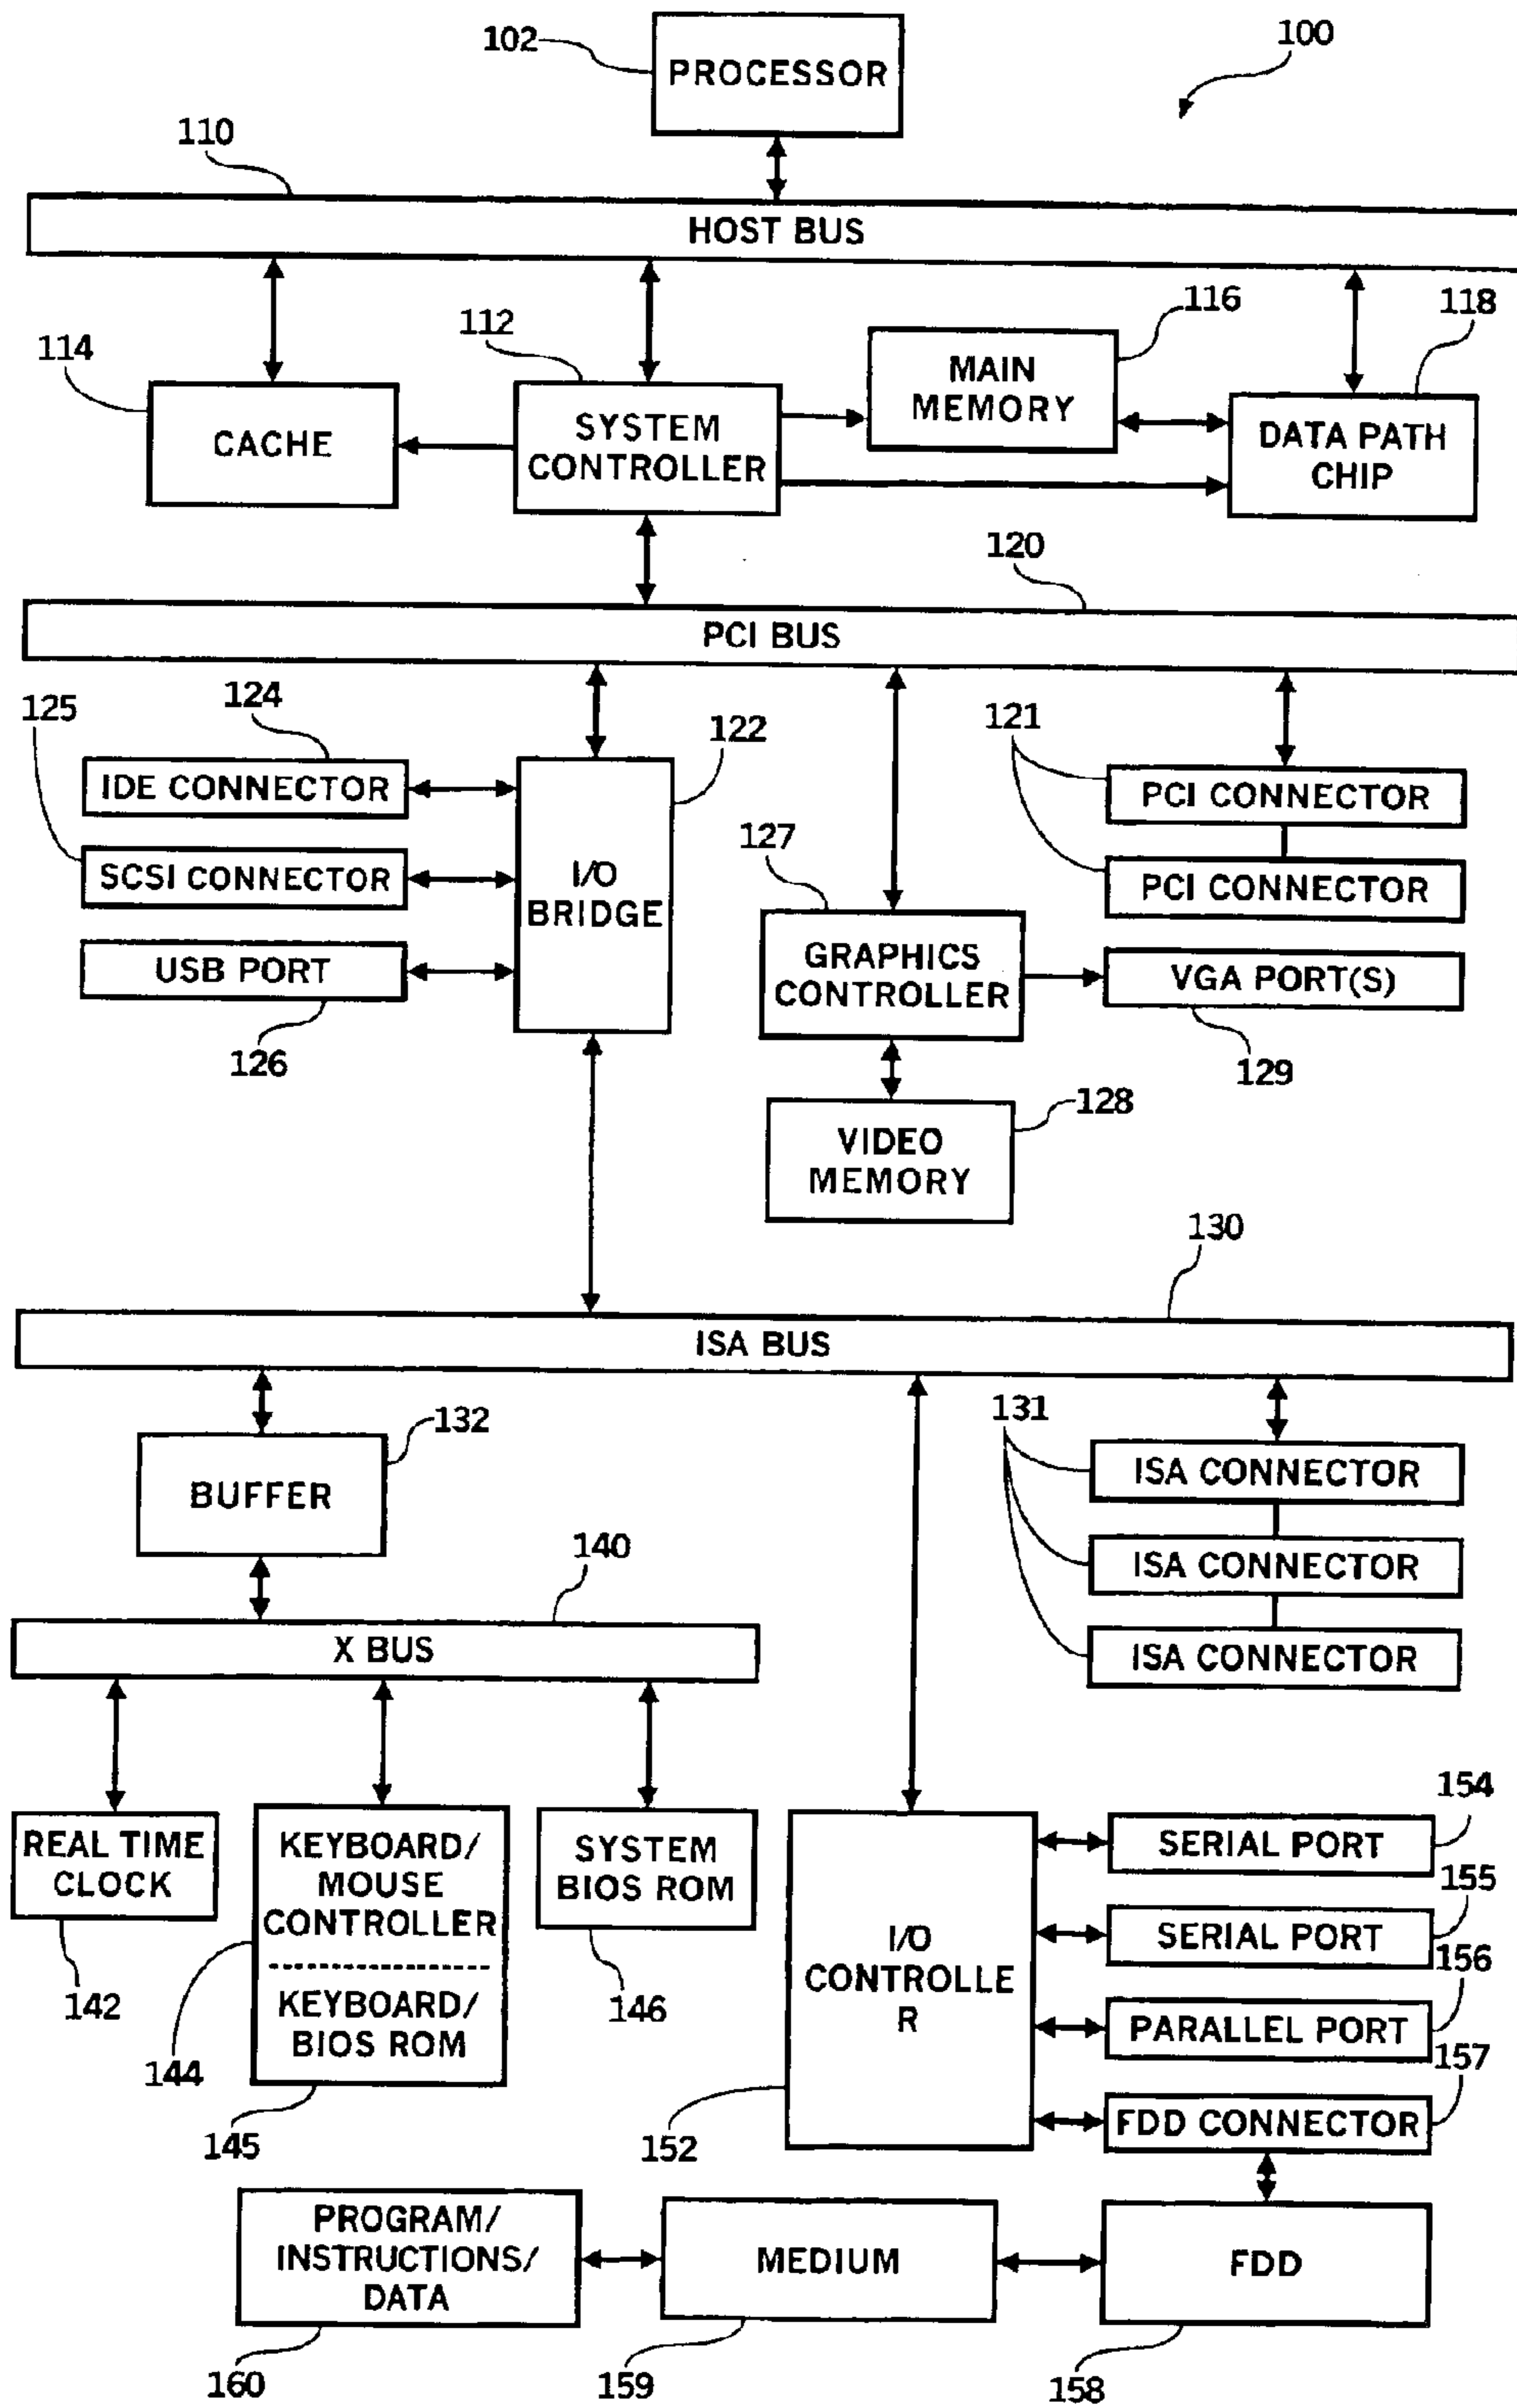 102
PROCESSOR
100
110
HOST BUS
114
112
116
118
CACHE
SYSTEM
CONTROLLER
MAIN
MEMORY
DATA PATH
CHIP
120
PCI BUS
125
124
122
121
IDE CONNECTOR
SCSI CONNECTOR
USB PORT
126
I/O
BRIDGE
127
GRAPHICS
CONTROLLER
PCI CONNECTOR
PCI CONNECTOR
VGA PORT(S)
129
VIDEO
MEMORY
128
130
ISA BUS
132
BUFFER
131
ISA CONNECTOR
ISA CONNECTOR
ISA CONNECTOR
140
X BUS
REAL TIME
CLOCK
142
KEYBOARD/
MOUSE
CONTROLLER
KEYBOARD/
BIOS ROM
144
145
SYSTEM
BIOS ROM
146
I/O
CONTROLLE
R
152
154
SERIAL PORT
155
SERIAL PORT
156
PARALLEL PORT
157
FDD CONNECTOR
PROGRAM/
INSTRUCTIONS/
DATA
160
MEDIUM
159
FDD
158